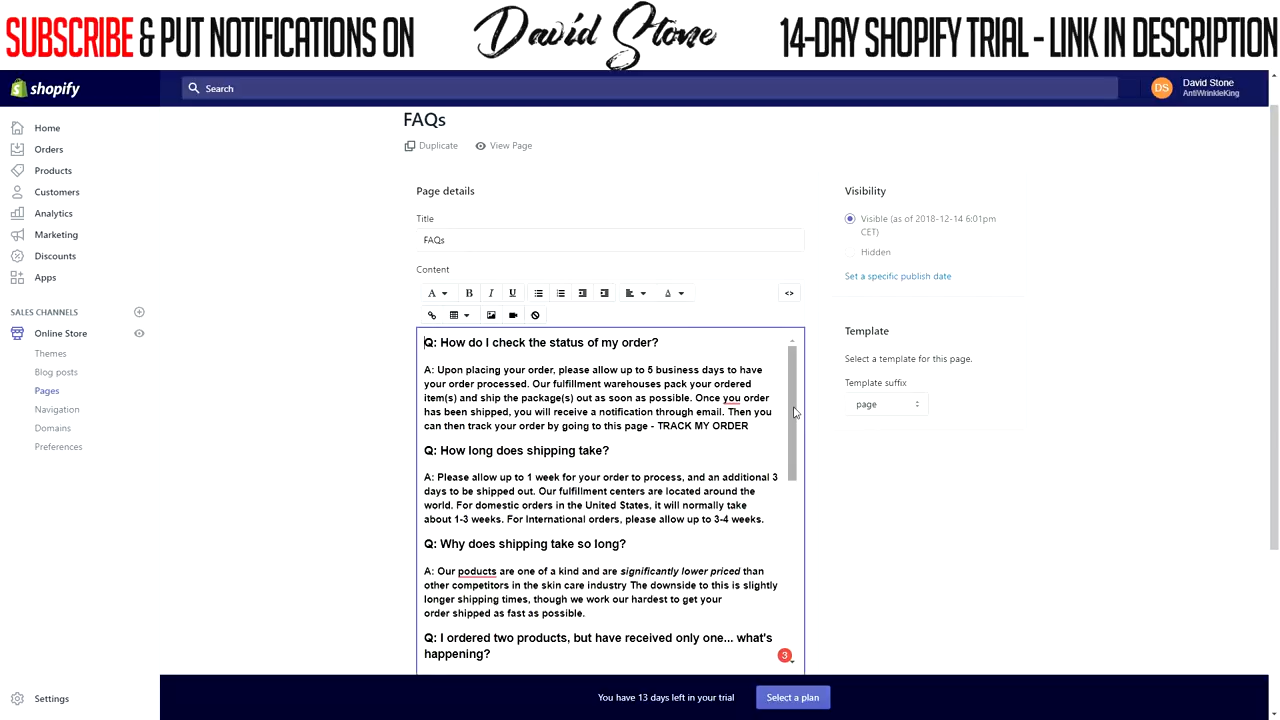 SUBSCRIBE & PUT NOTIFICATIONS ON
David Stone
14-DAY SHOPIFY TRIAL - LINK IN DESCRIPTION
shopify
Search
DS
David Stone
AntiWrinkleKing
Home
Orders
Products
Customers
Analytics
Marketing
Discounts
Apps
SALES CHANNELS
Online Store
Themes
Blog posts
Pages
Navigation
Domains
Preferences
Settings
FAQs
Duplicate
View Page
Page details
Title
FAQs
Content
A
B
I
U
A
<>
Q: How do I check the status of my order?
A: Upon placing your order, please allow up to 5 business days to have
your order processed. Our fulfillment warehouses pack your ordered
item(s) and ship the package(s) out as soon as possible. Once you order
has been shipped, you will receive a notification through email. Then you
can then track your order by going to this page - TRACK MY ORDER
Q: How long does shipping take?
A: Please allow up to 1 week for your order to process, and an additional 3
days to be shipped out. Our fulfillment centers are located around the
world. For domestic orders in the United States, it will normally take
about 1-3 weeks. For International orders, please allow up to 3-4 weeks.
Q: Why does shipping take so long?
A: Our poducts are one of a kind and are significantly lower priced than
other competitors in the skin care industry The downside to this is slightly
longer shipping times, though we work our hardest to get your
order shipped as fast as possible.
Q: I ordered two products, but have received only one... what's
happening?
3
Visibility
Visible (as of 2018-12-14 6:01pm
CET)
Hidden
Set a specific publish date
Template
Select a template for this page.
Template suffix
page
You have 13 days left in your trial
Select a plan